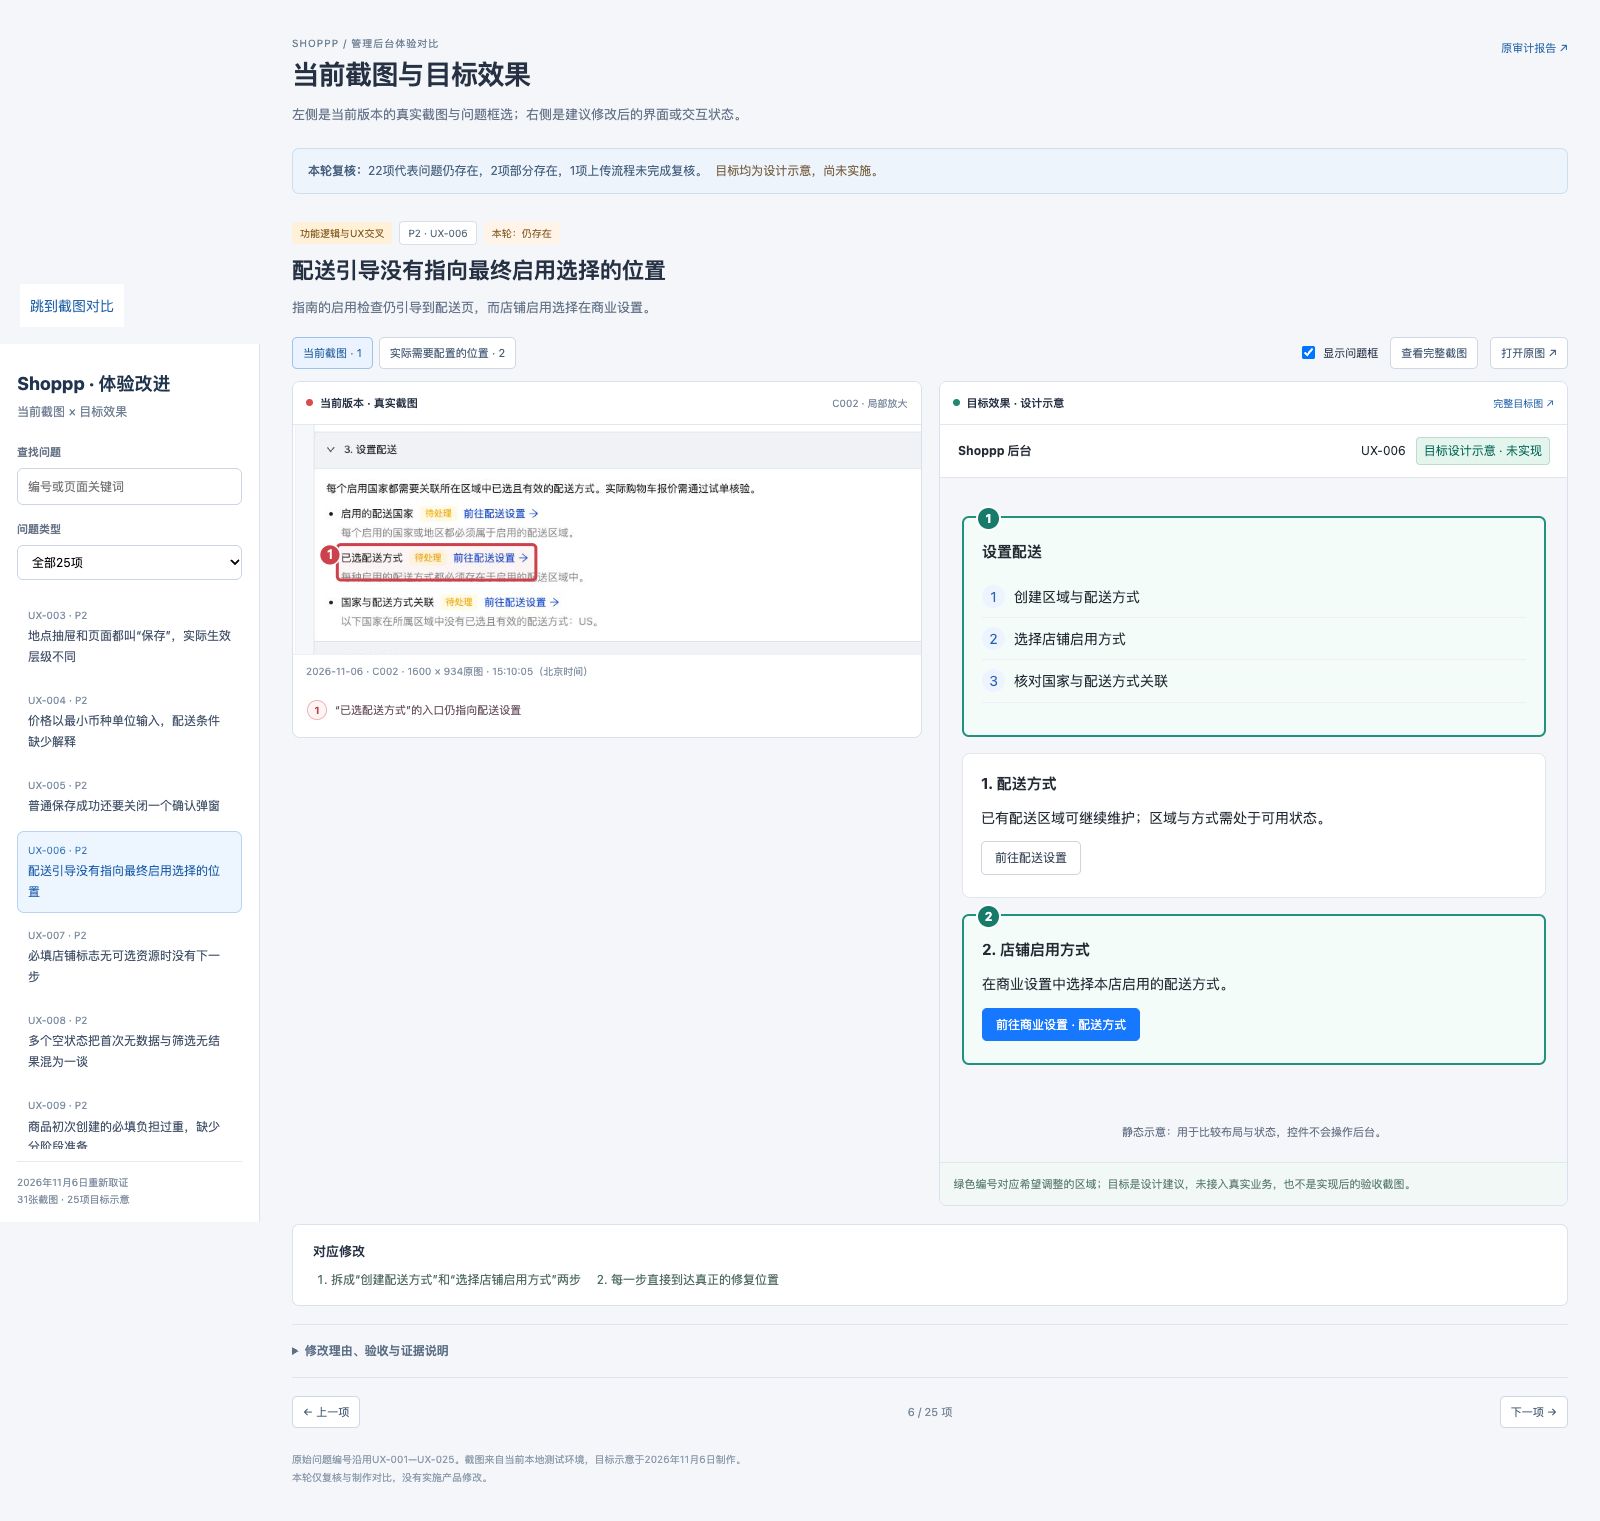 SHOPPP / 管理后台体验对比
当前截图与目标效果
原审计报告 ↗
左侧是当前版本的真实截图与问题框选；右侧是建议修改后的界面或交互状态。
本轮复核：22项代表问题仍存在，2项部分存在，1项上传流程未完成复核。 目标均为设计示意，尚未实施。
功能逻辑与UX交叉
P2 · UX-006
本轮：仍存在
配送引导没有指向最终启用选择的位置
指南的启用检查仍引导到配送页，而店铺启用选择在商业设置。
跳到截图对比
Shoppp · 体验改进
当前截图 × 目标效果
查找问题
编号或页面关键词
问题类型
全部25项
UX-003 · P2
地点抽屉和页面都叫“保存”，实际生效
层级不同
UX-004 · P2
价格以最小币种单位输入，配送条件
缺少解释
UX-005 · P2
普通保存成功还要关闭一个确认弹窗
UX-006 · P2
配送引导没有指向最终启用选择的位
置
UX-007 · P2
必填店铺标志无可选资源时没有下一
步
UX-008 · P2
多个空状态把首次无数据与筛选无结
果混为一谈
UX-009 · P2
商品初次创建的必填负担过重，缺少
分阶段准备
2026年11月6日重新取证
31张截图 · 25项目标示意
当前截图 · 1
实际需要配置的位置 · 2
显示问题框
查看完整截图
打开原图 ↗
当前版本 · 真实截图
C002 · 局部放大
3. 设置配送
每个启用国家都需要关联所在区域中已选且有效的配送方式。实际购物车报价需通过试单核验。
启用的配送国家 待处理 前往配送设置 →
每个启用的国家或地区都必须属于启用的配送区域。
1
已选配送方式 待处理 前往配送设置 →
每种启用的配送方式都必须存在于启用的配送区域中。
国家与配送方式关联 待处理 前往配送设置 →
以下国家在所属区域中没有已选且有效的配送方式：US。
2026-11-06 · C002 · 1600 × 934原图 · 15:10:05（北京时间）
1 “已选配送方式”的入口仍指向配送设置
目标效果 · 设计示意
完整目标图 ↗
Shoppp 后台
UX-006
目标设计示意 · 未实现
1
设置配送
1 创建区域与配送方式
2 选择店铺启用方式
3 核对国家与配送方式关联
1. 配送方式
已有配送区域可继续维护；区域与方式需处于可用状态。
前往配送设置
2
2. 店铺启用方式
在商业设置中选择本店启用的配送方式。
前往商业设置 · 配送方式
静态示意：用于比较布局与状态，控件不会操作后台。
绿色编号对应希望调整的区域；目标是设计建议，未接入真实业务，也不是实现后的验收截图。
对应修改
1. 拆成“创建配送方式”和“选择店铺启用方式”两步 2. 每一步直接到达真正的修复位置
修改理由、验收与证据说明
← 上一项
6 / 25 项
下一项 →
原始问题编号沿用UX-001—UX-025。截图来自当前本地测试环境，目标示意于2026年11月6日制作。
本轮仅复核与制作对比，没有实施产品修改。